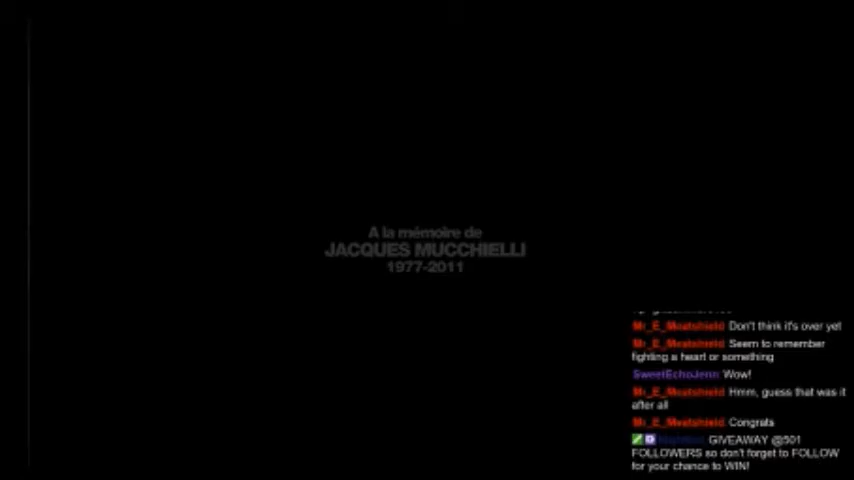 A la mémoire de
JACQUES MUCCHIELLI
1977-2011
Mr_E_Meatshield Don't think it's over yet
Mr_E_Meatshield Seem to remember
fighting a heart or something
SweetEchoJenn Wow!
Mr_E_Meatshield Hmm, guess that was it
after all
Mr_E_Meatshield Congrats
GIVEAWAY @501
FOLLOWERS so don't forget to FOLLOW
for your chance to WIN!